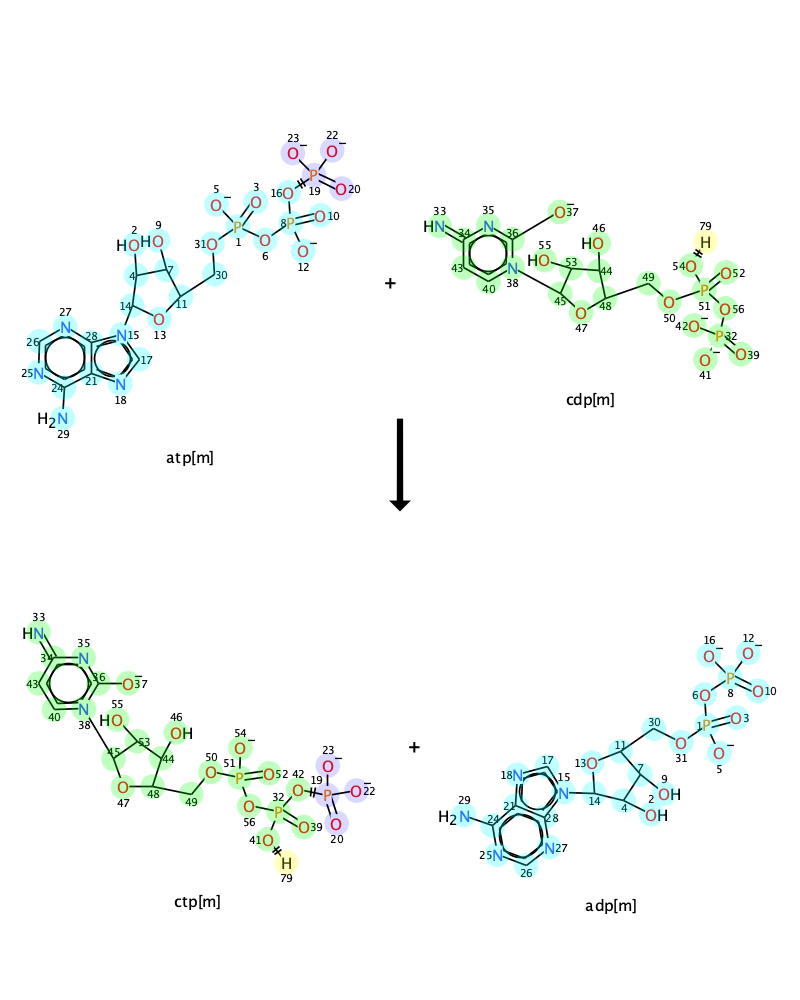 23 22
O⁻ O⁻
5 3 16 P 19 O 20
O⁻ O O
2 9 P 1 8 P O 10
HO HO 31 O O 6 O⁻ 12
4 7 30
14 11
27 O 13
N 28 N 15
26 17
25 N 21 N 18
24
H₂N 29
atp[m]
+
33 35 O⁻ 37 46 79
HN 34 N 36 55 HO H
HO 53 44 54 O O 52
43 N 38 49 P 51
40 45 48 O 50 O 56
O 47 42 O⁻ P 32
O⁻ O 39
41
cdp[m]
33
HN 35
34 N 36
43 O⁻ 37
N 55 46
40 38 HO OH 54
53 44 50 O⁻ 23
45 O 51 P O 52 42 O⁻
O 48 49 O 32 O 19 P O⁻ 22
47 56 P O 39 O 20
41 O
H
79
ctp[m]
+
16 12
O⁻ O⁻
6 O P 8 O 10
30 1 P O 3
11 O 31 O⁻ 5
17 13 O
18 N 15 7 9
29 N 14 4 2 OH
H₂N 24 21 28 OH
25 N N 27
26
adp[m]